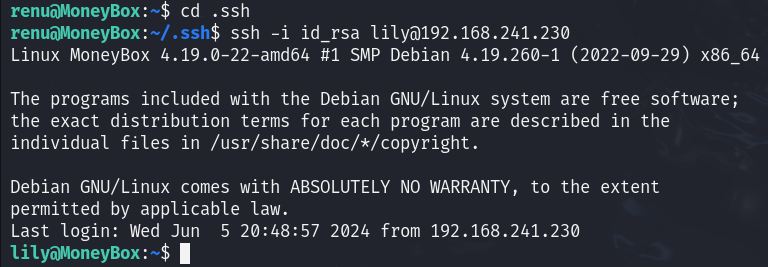 renu@MoneyBox:~$ cd .ssh
renu@MoneyBox:~/.ssh$ ssh -i id_rsa lily@192.168.241.230
Linux MoneyBox 4.19.0-22-amd64 #1 SMP Debian 4.19.260-1 (2022-09-29) x86_64

The programs included with the Debian GNU/Linux system are free software;
the exact distribution terms for each program are described in the
individual files in /usr/share/doc/*/copyright.

Debian GNU/Linux comes with ABSOLUTELY NO WARRANTY, to the extent
permitted by applicable law.
Last login: Wed Jun  5 20:48:57 2024 from 192.168.241.230
lily@MoneyBox:~$